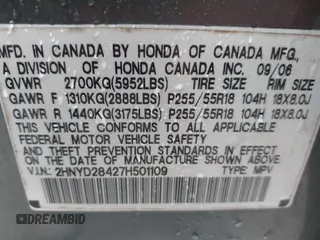 MFD. IN CANADA BY HONDA OF CANADA MFG.,
A DIVISION OF HONDA CANADA INC. 09/06
GVWR 2700KG(5952LBS) TIRE SIZE RIM SIZE
GAWR F 1310KG(2888LBS) P255/55R18 104H 18X8.0J
GAWR R 1440KG(3175LBS) P255/55R18 104H 18X8.0J
THIS VEHICLE CONFORMS TO ALL APPLICABLE
FEDERAL MOTOR VEHICLE SAFETY
STANDARDS IN EFFECT ON THE DATE OF
MANUFACTURE SHOWN ABOVE.
V.I.N.: 2HNYD28427H501109 TYPE: MPV
DREAMBID